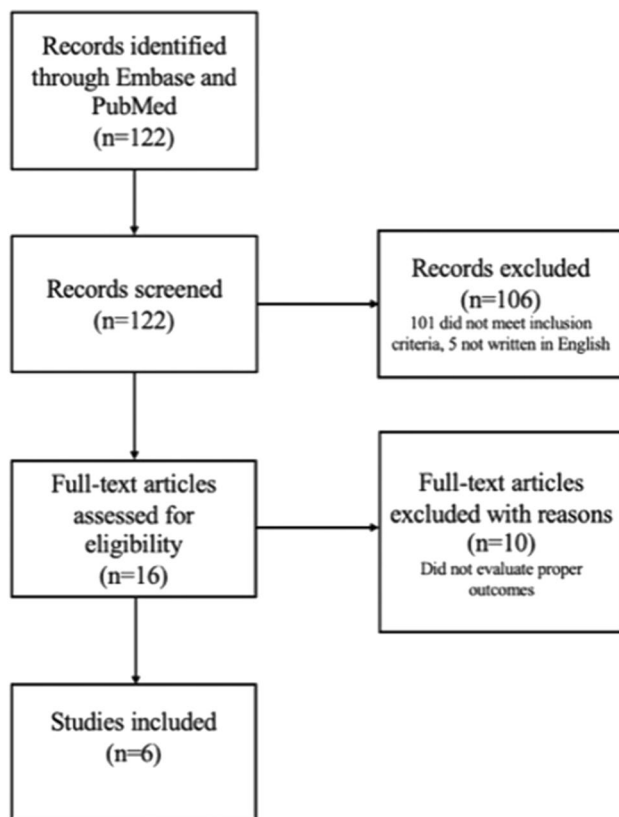 Records identified
through Embase and
PubMed
(n=122)
Records screened
(n=122)
Records excluded
(n=106)
101 did not meet inclusion
criteria, 5 not written in English
Full-text articles
assessed for
eligibility
(n=16)
Full-text articles
excluded with reasons
(n=10)
Did not evaluate proper
outcomes
Studies included
(n=6)